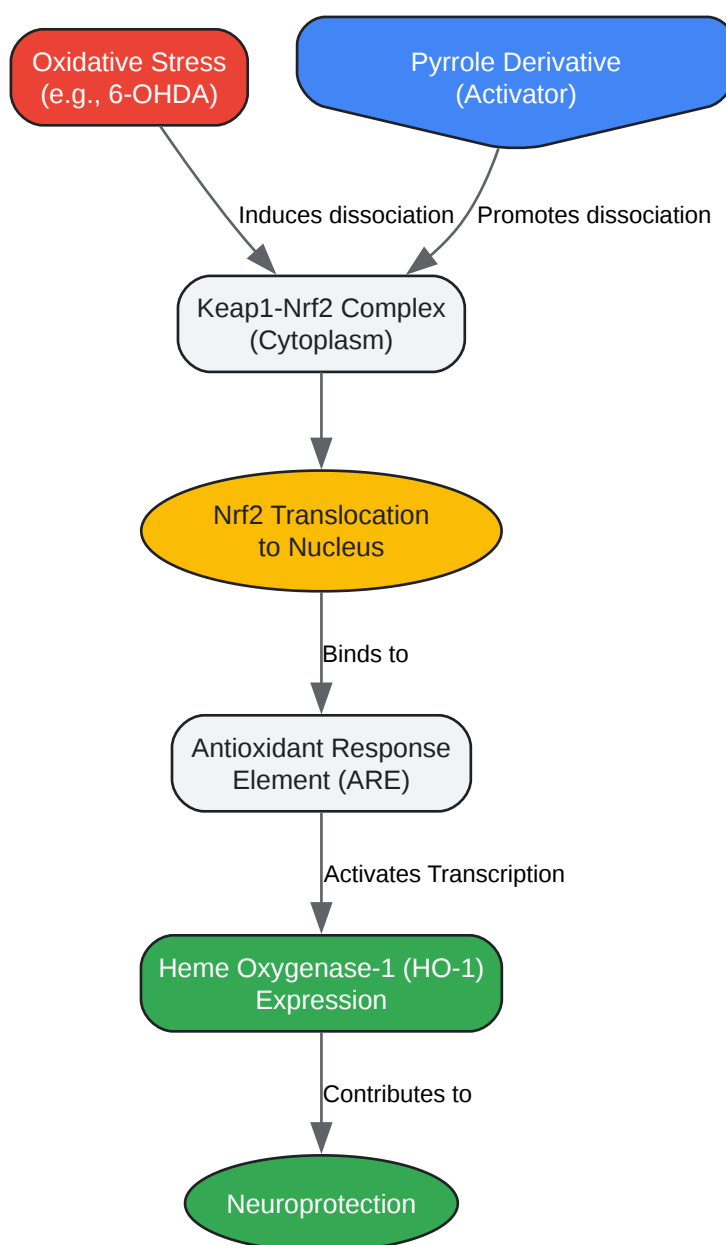 Oxidative Stress
(e.g., 6-OHDA)
Pyrrole Derivative
(Activator)
Induces dissociation
Promotes dissociation
Keap1-Nrf2 Complex
(Cytoplasm)
Nrf2 Translocation
to Nucleus
Binds to
Antioxidant Response
Element (ARE)
Activates Transcription
Heme Oxygenase-1 (HO-1)
Expression
Contributes to
Neuroprotection